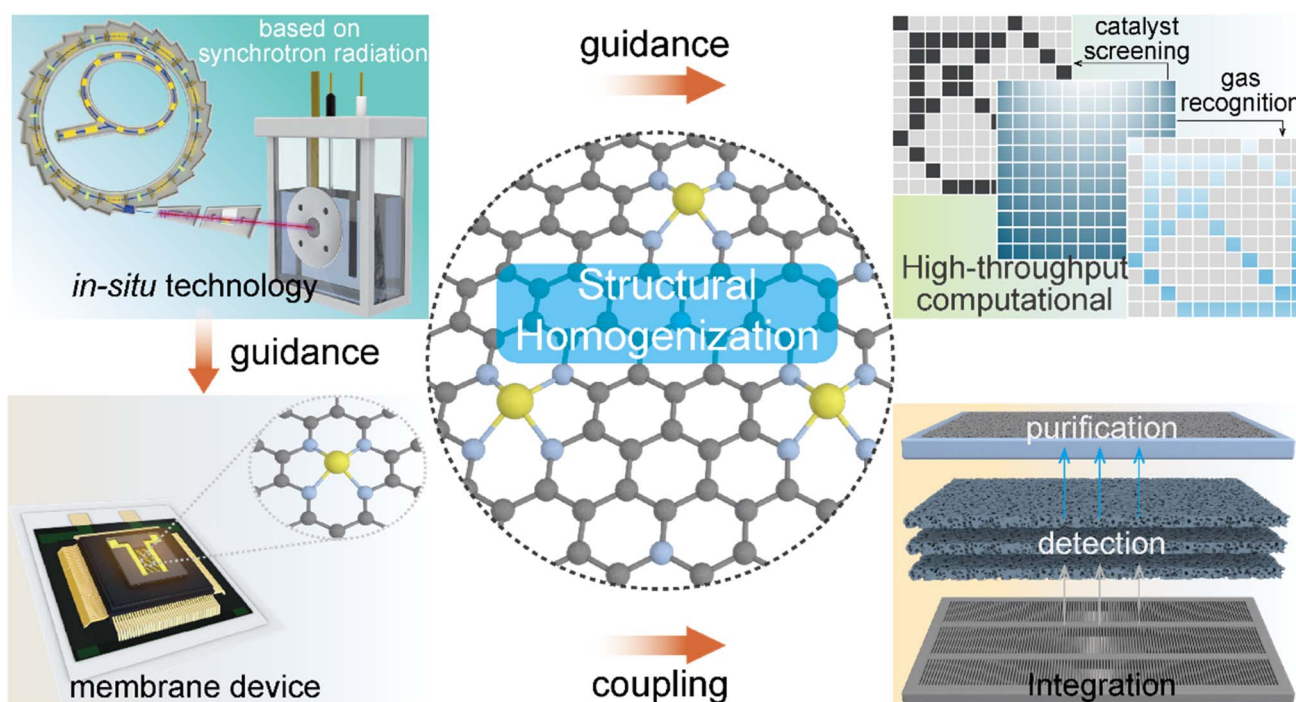 based on
synchrotron radiation
in-situ technology
guidance
catalyst
screening
gas
recognition
High-throughput
computational
Structural
Homogenization
guidance
membrane device
coupling
purification
detection
Integration